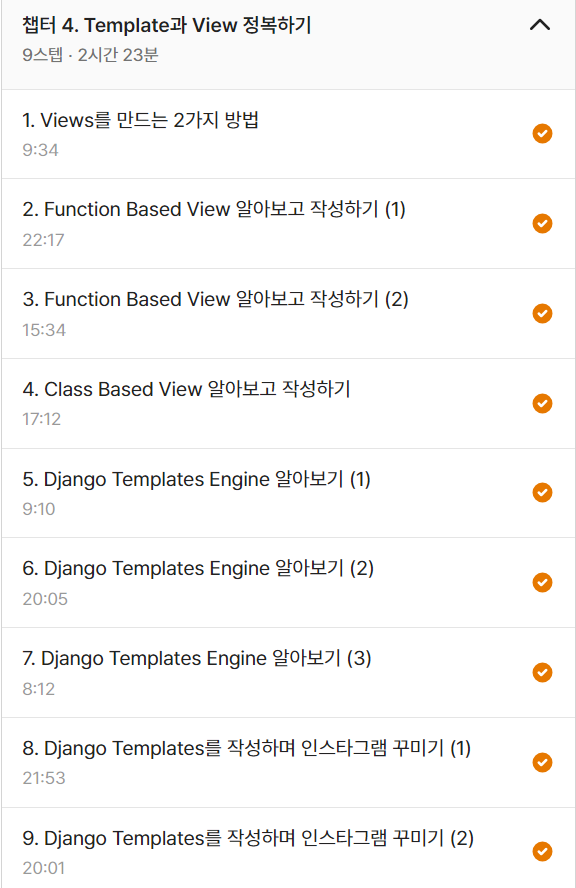 챕터 4. Template과 View 정복하기
9스텝 · 2시간 23분
1. Views를 만드는 2가지 방법
9:34
2. Function Based View 알아보고 작성하기 (1)
22:17
3. Function Based View 알아보고 작성하기 (2)
15:34
4. Class Based View 알아보고 작성하기
17:12
5. Django Templates Engine 알아보기 (1)
9:10
6. Django Templates Engine 알아보기 (2)
20:05
7. Django Templates Engine 알아보기 (3)
8:12
8. Django Templates를 작성하며 인스타그램 꾸미기 (1)
21:53
9. Django Templates를 작성하며 인스타그램 꾸미기 (2)
20:01